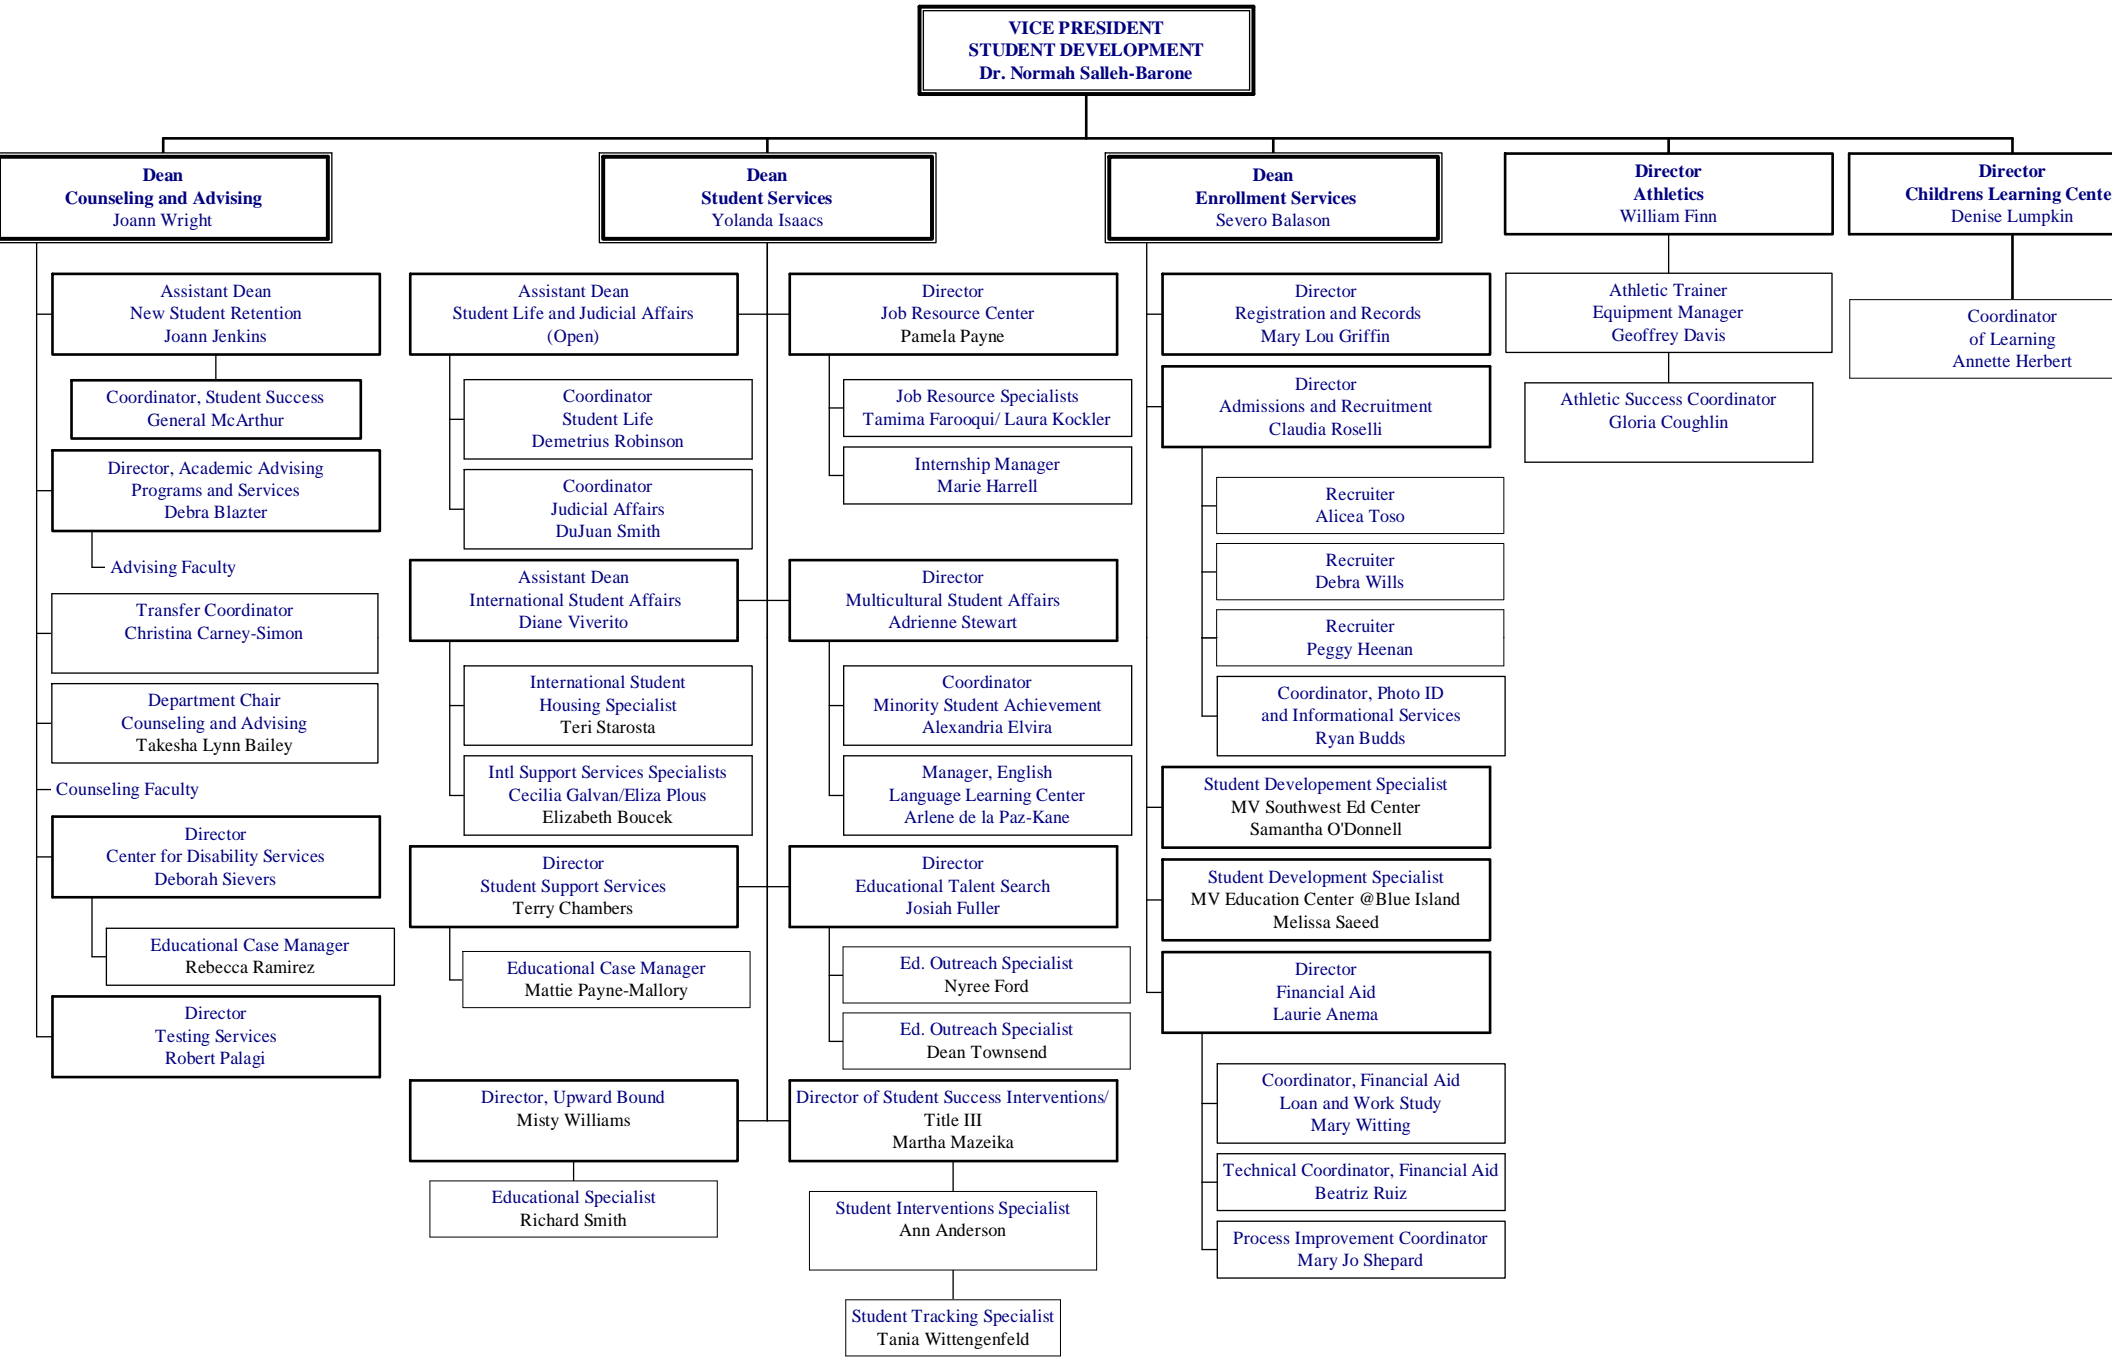 VICE PRESIDENT
STUDENT DEVELOPMENT
Dr. Normah Salleh-Barone
Dean
Counseling and Advising
Joann Wright
Dean
Student Services
Yolanda Isaacs
Dean
Enrollment Services
Severo Balason
Director
Athletics
William Finn
Director
Childrens Learning Cente
Denise Lumpkin
Assistant Dean
New Student Retention
Joann Jenkins
Coordinator, Student Success
General McArthur
Director, Academic Advising
Programs and Services
Debra Blazter
Advising Faculty
Transfer Coordinator
Christina Carney-Simon
Department Chair
Counseling and Advising
Takesha Lynn Bailey
Counseling Faculty
Director
Center for Disability Services
Deborah Sievers
Educational Case Manager
Rebecca Ramirez
Director
Testing Services
Robert Palagi
Assistant Dean
Student Life and Judicial Affairs
(Open)
Coordinator
Student Life
Demetrius Robinson
Coordinator
Judicial Affairs
DuJuan Smith
Assistant Dean
International Student Affairs
Diane Viverito
International Student
Housing Specialist
Teri Starosta
Intl Support Services Specialists
Cecilia Galvan/Eliza Plous
Elizabeth Boucek
Director
Student Support Services
Terry Chambers
Educational Case Manager
Mattie Payne-Mallory
Director, Upward Bound
Misty Williams
Educational Specialist
Richard Smith
Director
Job Resource Center
Pamela Payne
Job Resource Specialists
Tamima Farooqui/ Laura Kockler
Internship Manager
Marie Harrell
Director
Multicultural Student Affairs
Adrienne Stewart
Coordinator
Minority Student Achievement
Alexandria Elvira
Manager, English
Language Learning Center
Arlene de la Paz-Kane
Director
Educational Talent Search
Josiah Fuller
Ed. Outreach Specialist
Nyree Ford
Ed. Outreach Specialist
Dean Townsend
Director of Student Success Interventions/
Title III
Martha Mazeika
Student Interventions Specialist
Ann Anderson
Student Tracking Specialist
Tania Wittengenfeld
Director
Registration and Records
Mary Lou Griffin
Director
Admissions and Recruitment
Claudia Roselli
Recruiter
Alicea Toso
Recruiter
Debra Wills
Recruiter
Peggy Heenan
Coordinator, Photo ID
and Informational Services
Ryan Budds
Student Developement Specialist
MV Southwest Ed Center
Samantha O'Donnell
Student Development Specialist
MV Education Center @Blue Island
Melissa Saeed
Director
Financial Aid
Laurie Anema
Coordinator, Financial Aid
Loan and Work Study
Mary Witting
Technical Coordinator, Financial Aid
Beatriz Ruiz
Process Improvement Coordinator
Mary Jo Shepard
Athletic Trainer
Equipment Manager
Geoffrey Davis
Athletic Success Coordinator
Gloria Coughlin
Coordinator
of Learning
Annette Herbert